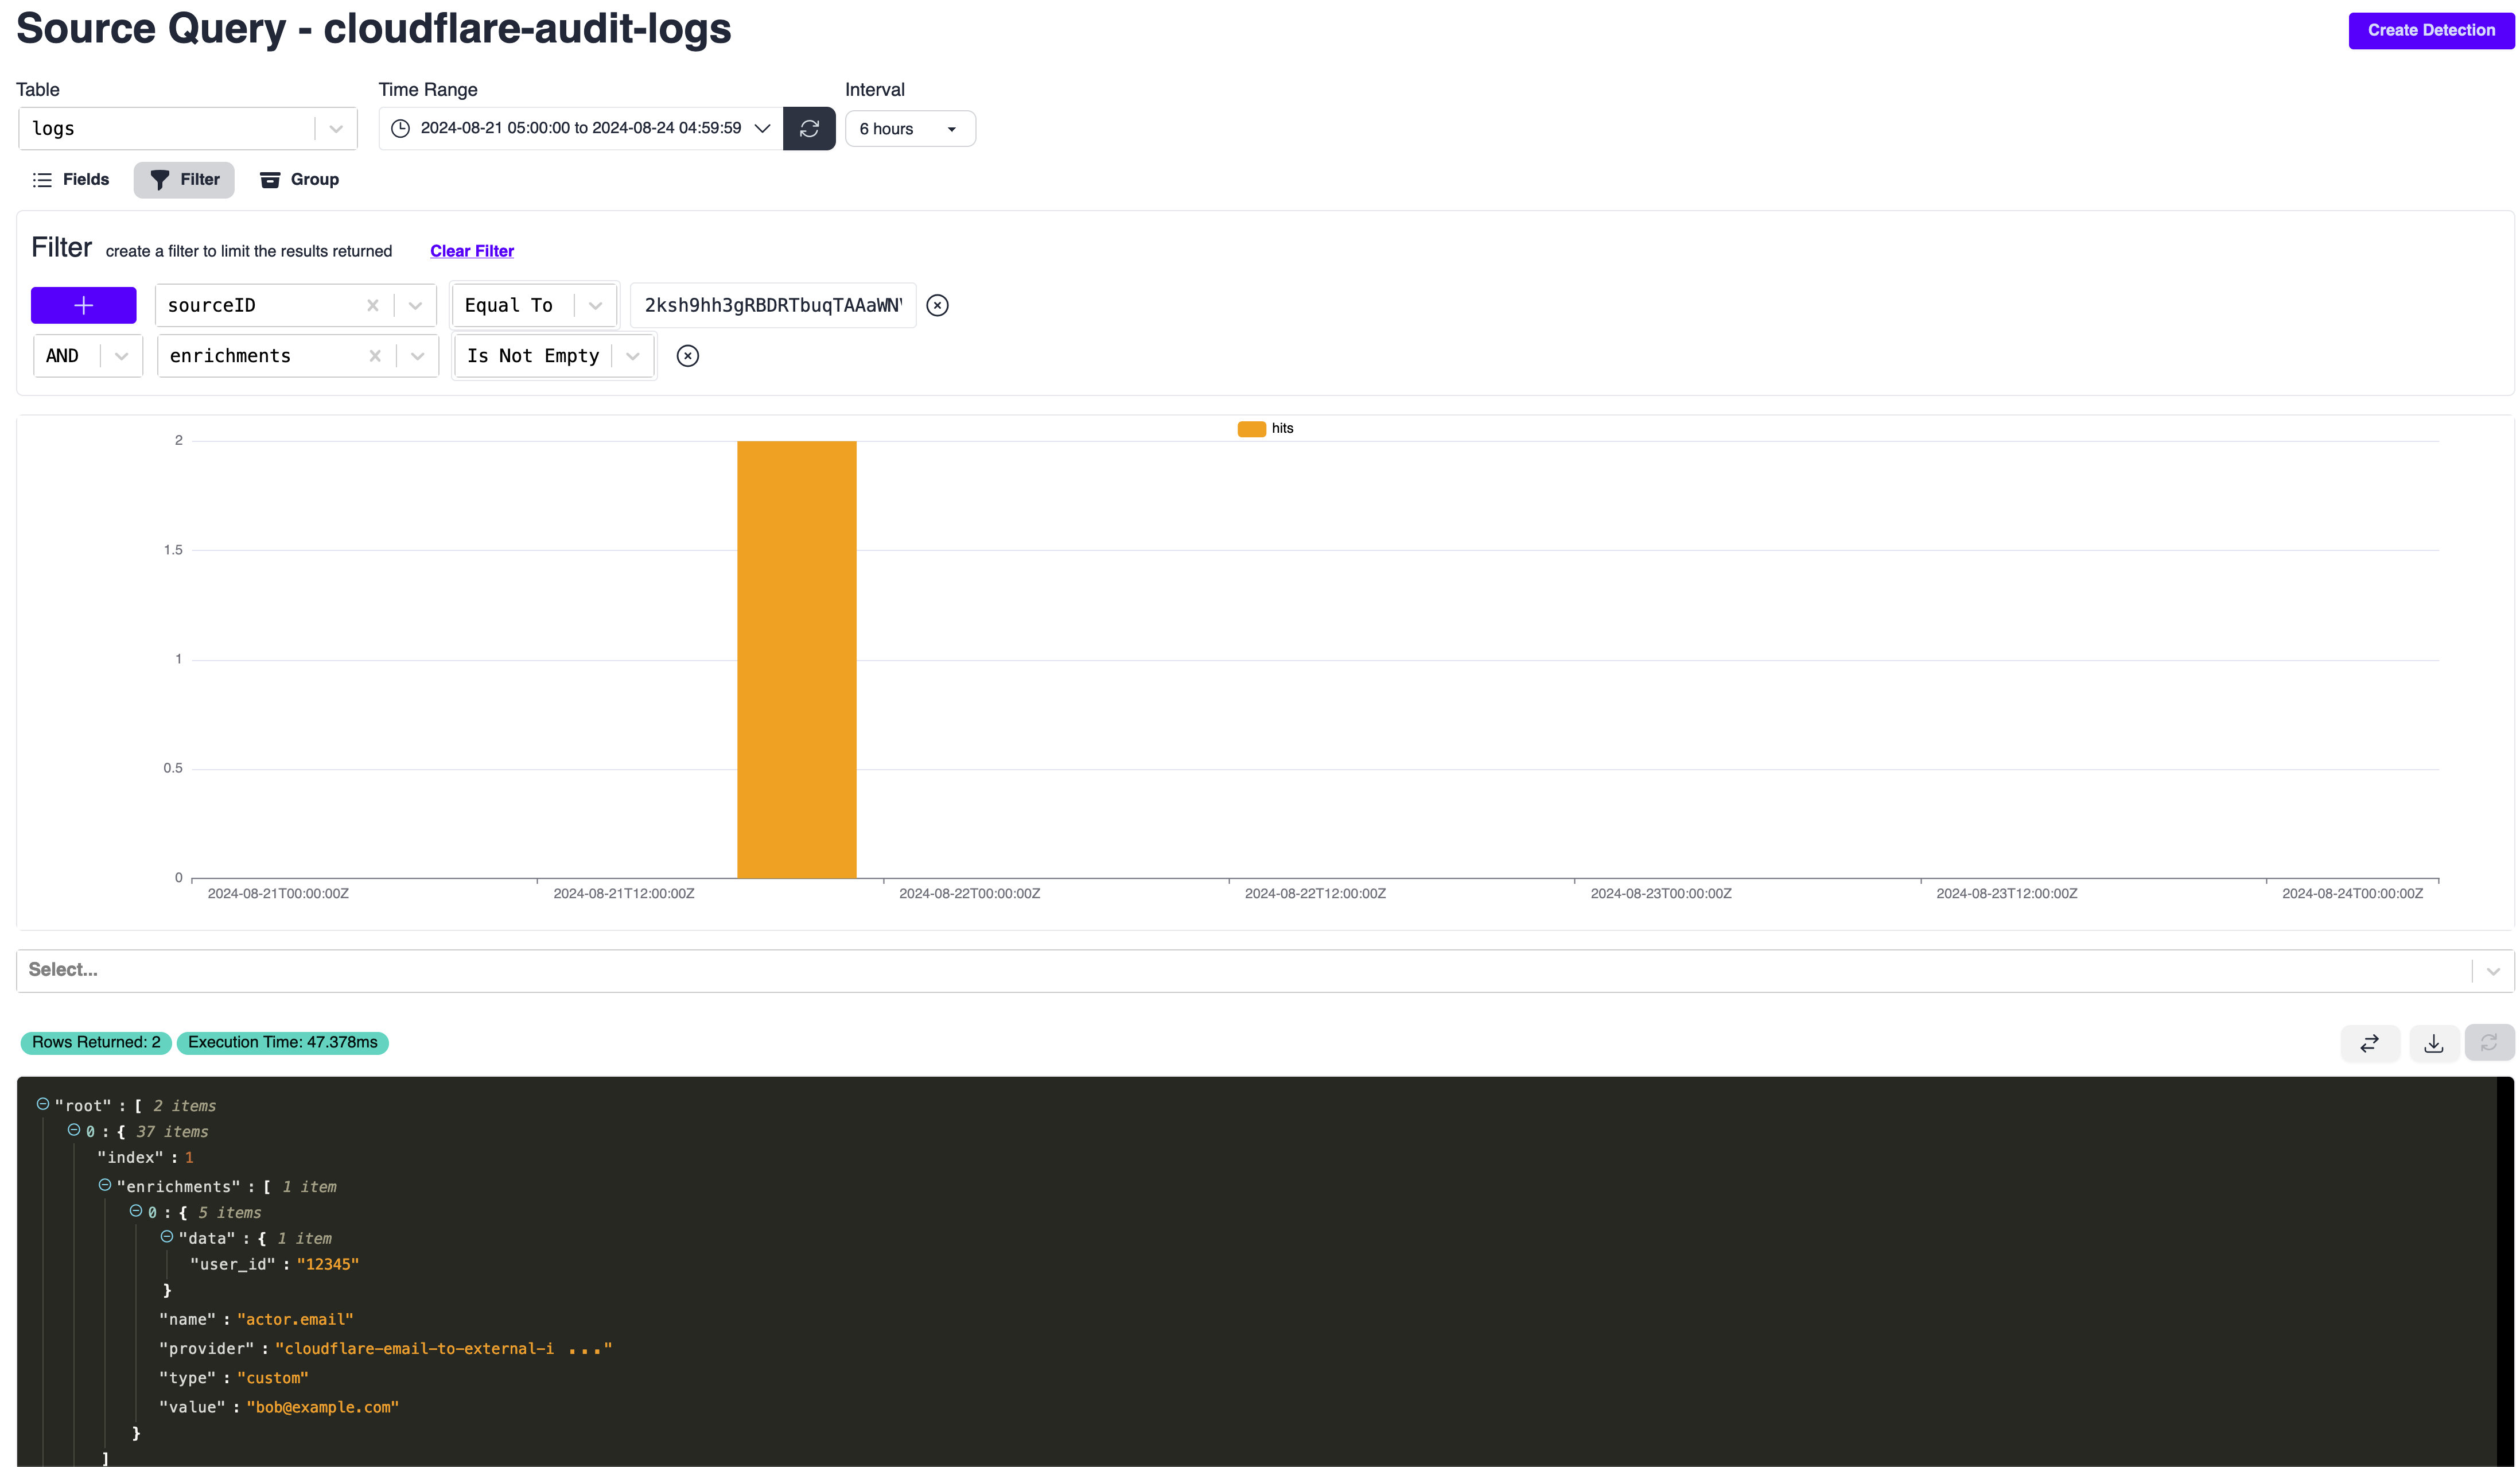 Source Query - cloudflare-audit-logs
Create Detection
Table
Time Range
Interval
logs
2024-08-21 05:00:00 to 2024-08-24 04:59:59
6 hours
Fields
Filter
Group
Filter create a filter to limit the results returned Clear Filter
sourceID
Equal To
2ksh9hh3gRBDRTbuqTAAaWN
AND
enrichments
Is Not Empty
hits
2
1.5
1
0.5
0
2024-08-21T00:00:00Z
2024-08-21T12:00:00Z
2024-08-22T00:00:00Z
2024-08-22T12:00:00Z
2024-08-23T00:00:00Z
2024-08-23T12:00:00Z
2024-08-24T00:00:00Z
Select...
Rows Returned: 2
Execution Time: 47.378ms
"root" : [ 2 items
0 : { 37 items
"index" : 1
"enrichments" : [ 1 item
0 : { 5 items
"data" : { 1 item
"user_id" : "12345"
}
"name" : "actor.email"
"provider" : "cloudflare-email-to-external-i ..."
"type" : "custom"
"value" : "bob@example.com"
}
]